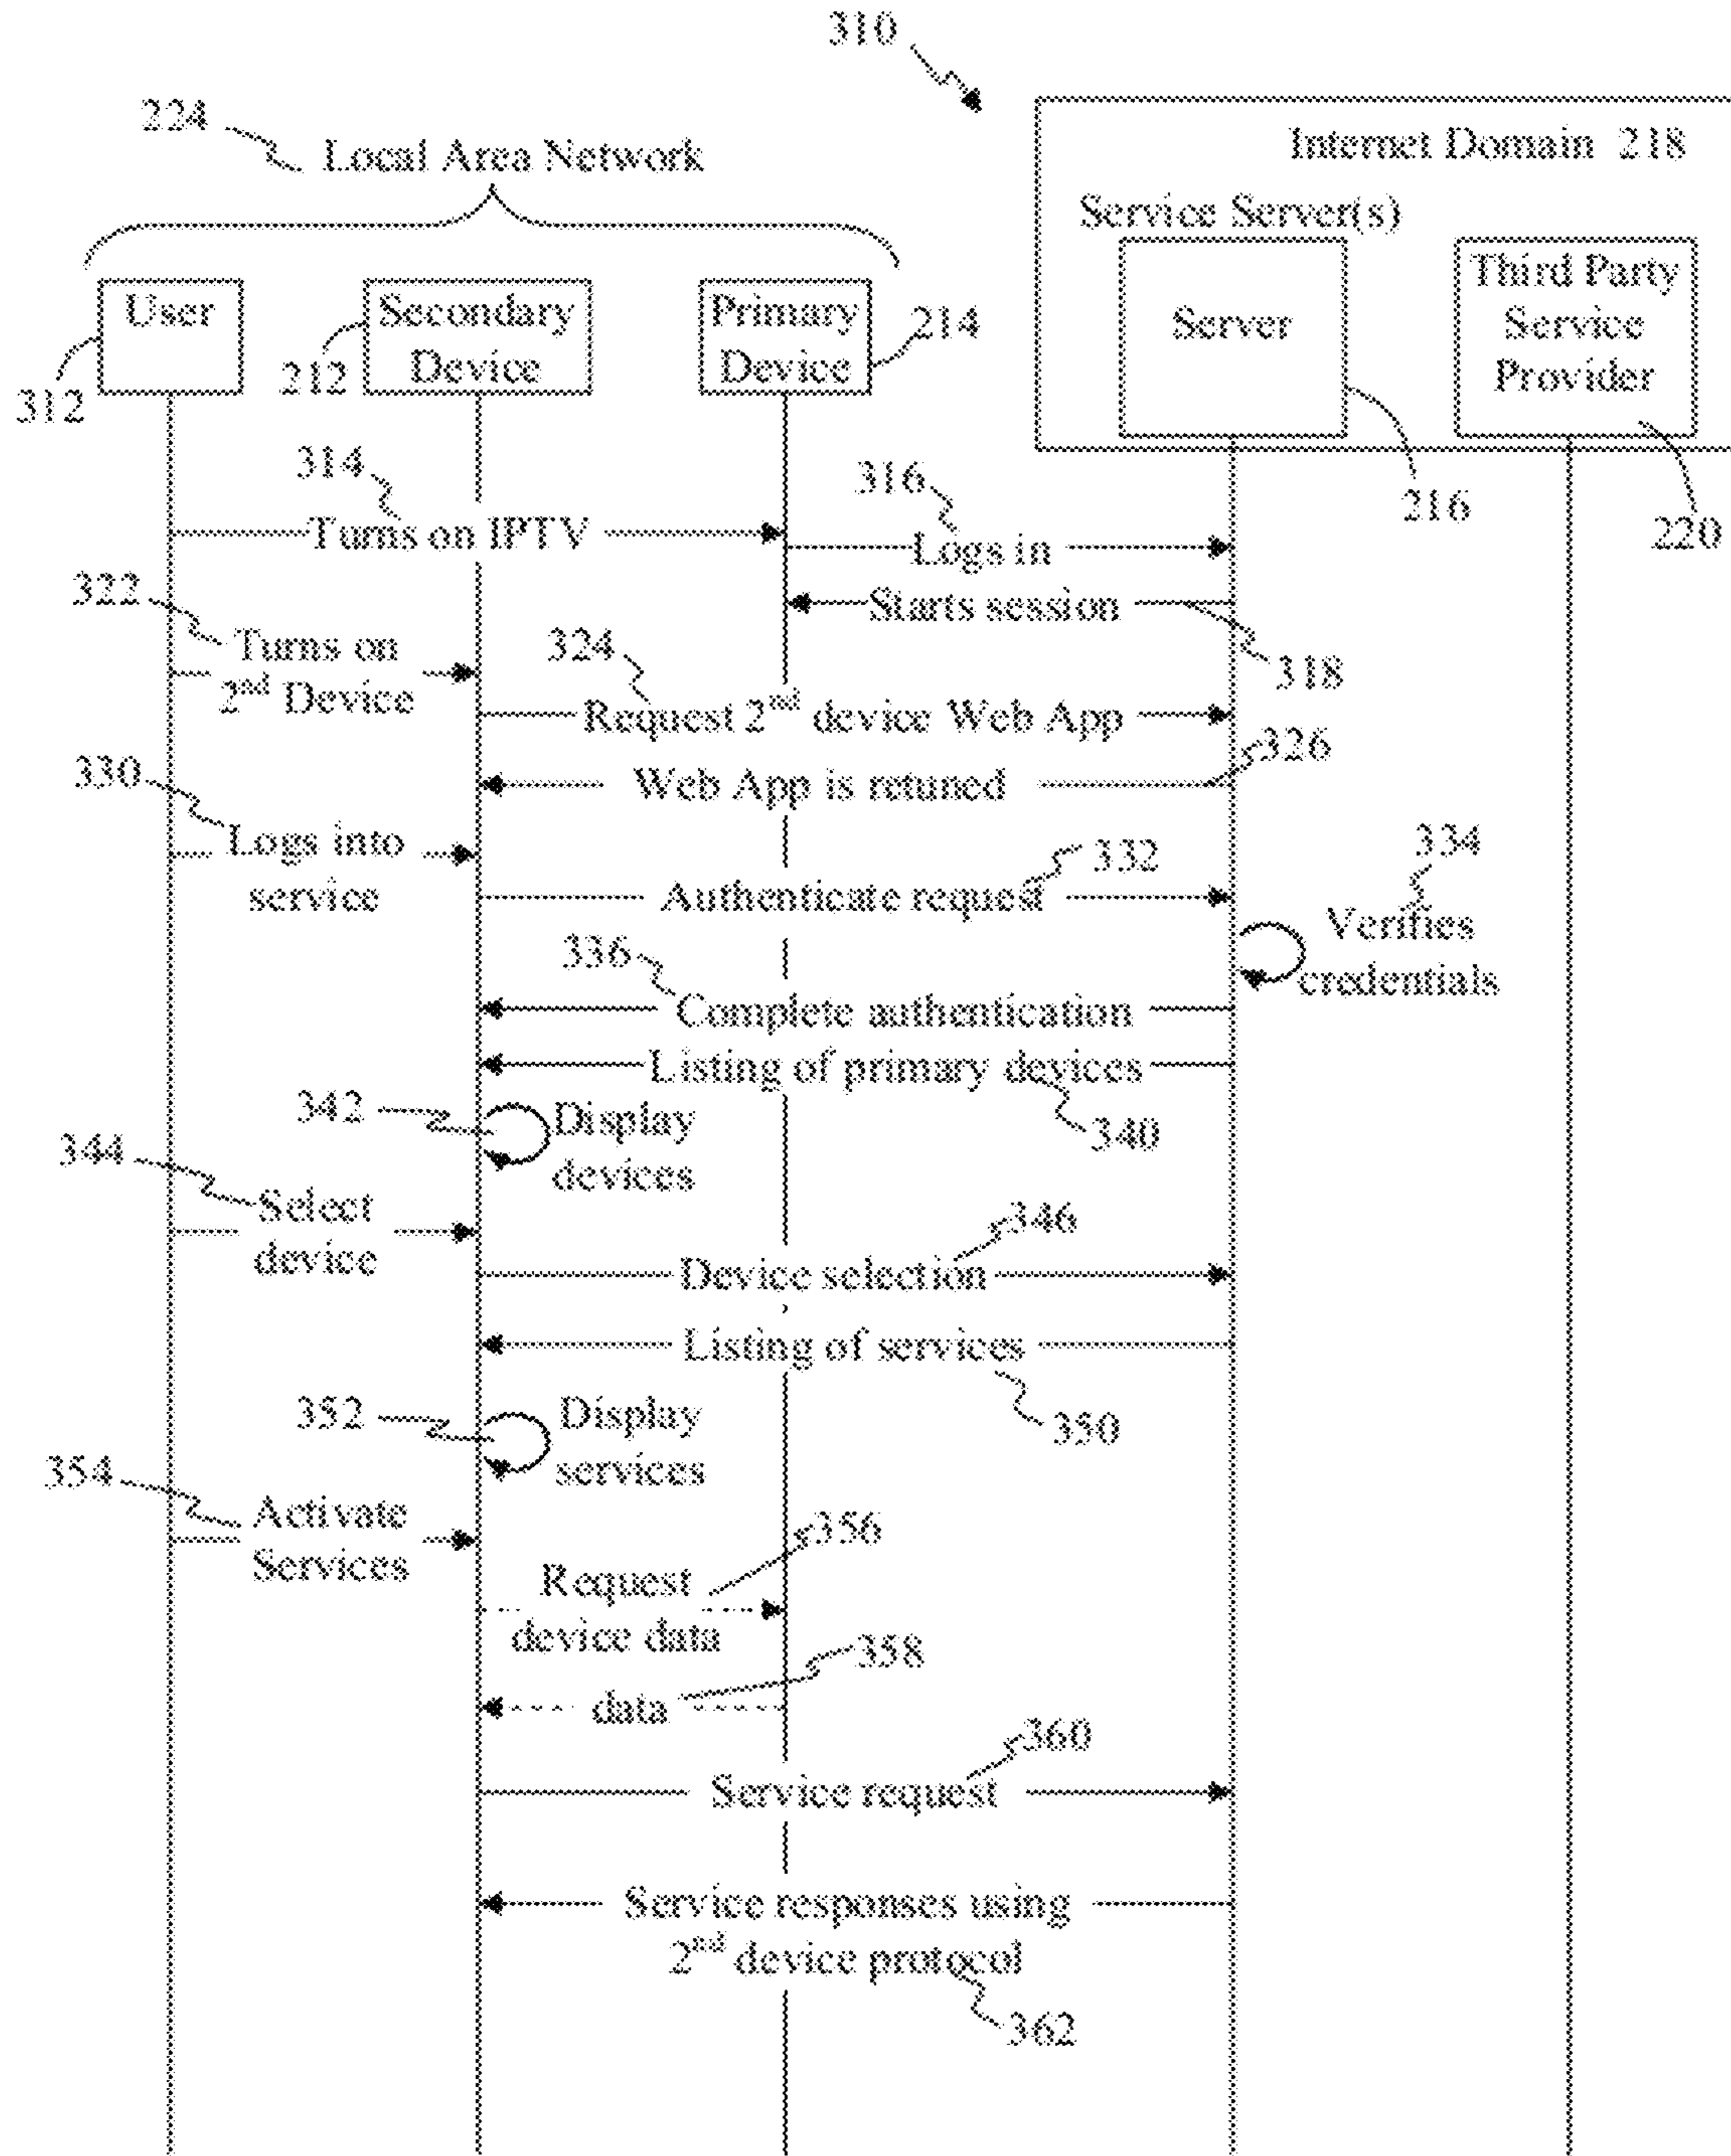 310
224
Local Area Network
Internet Domain 218
Service Server(s)
User
Secondary
Device
Primary
Device
Server
Third Party
Service
Provider
312
212
214
216
220
314
Turns on IPTV
316
Logs in
Starts session
318
322
Turns on
2nd Device
324
Request 2nd device Web App
326
Web App is retuned
330
Logs into
service
332
Authenticate request
334
Verifies
credentials
336
Complete authentication
Listing of primary devices
340
342
Display
devices
344
Select
device
346
Device selection
Listing of services
350
352
Display
services
354
Activate
Services
356
Request
device data
358
data
360
Service request
Service responses using
2nd device protocol
362